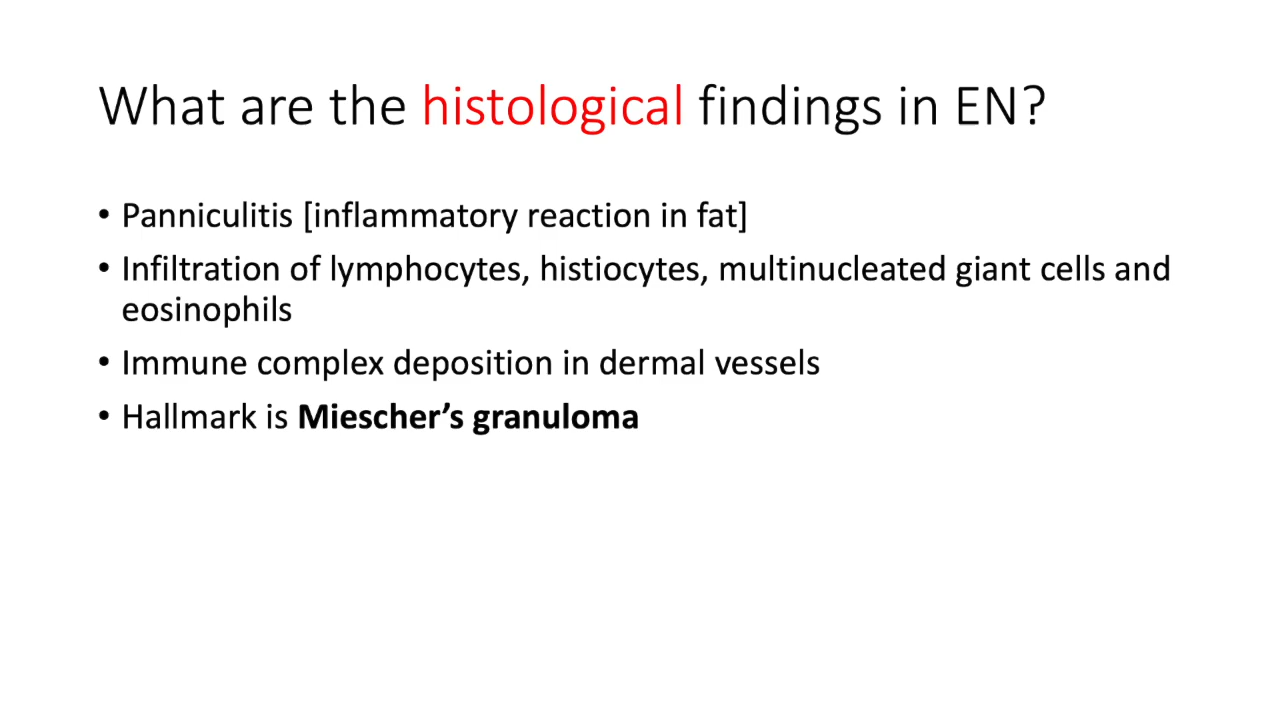 What are the histological findings in EN?
• Panniculitis [inflammatory reaction in fat]
• Infiltration of lymphocytes, histiocytes, multinucleated giant cells and
eosinophils
• Immune complex deposition in dermal vessels
• Hallmark is Miescher’s granuloma